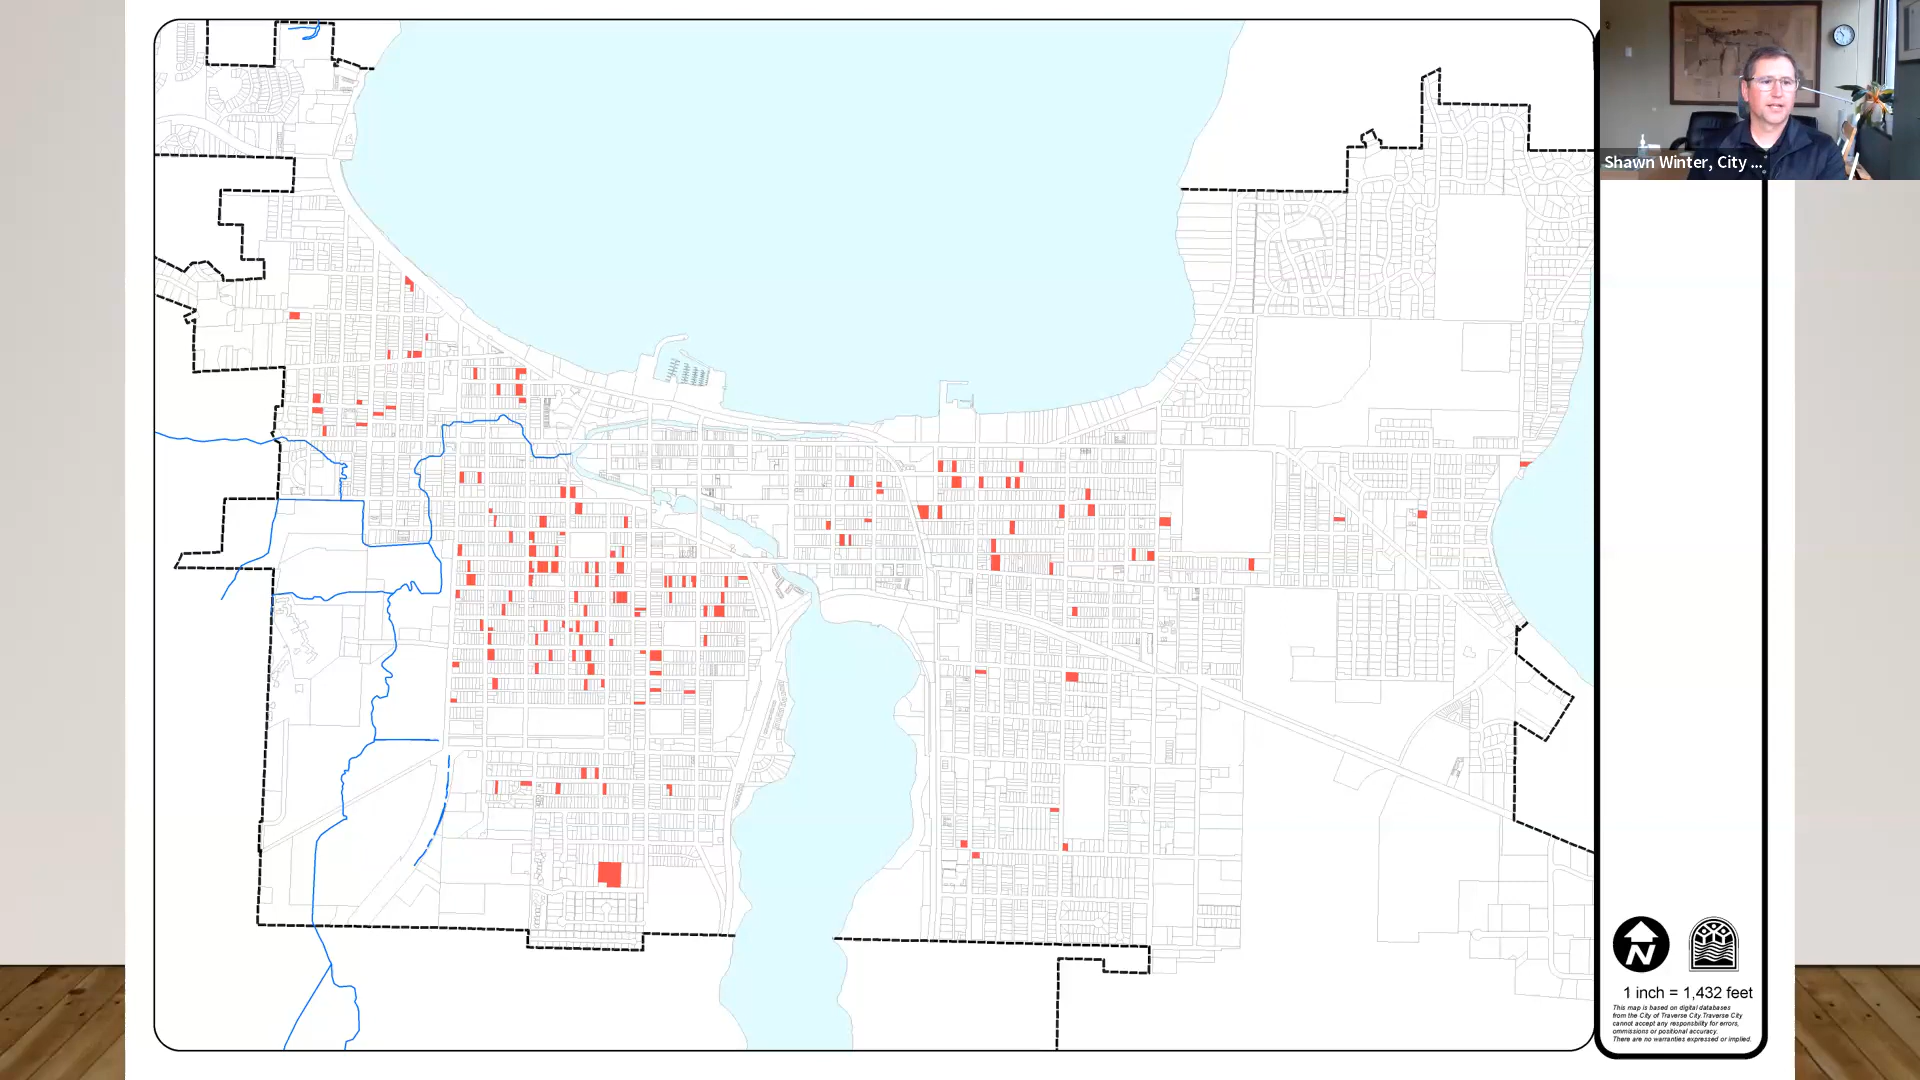 Shawn Winter, City ...
N
1 inch = 1,432 feet
This map is based on digital databases
from the City of Traverse City.Traverse City
cannot accept any responsibility for errors,
ommissions or positional accuracy.
There are no warranties expressed or implied.